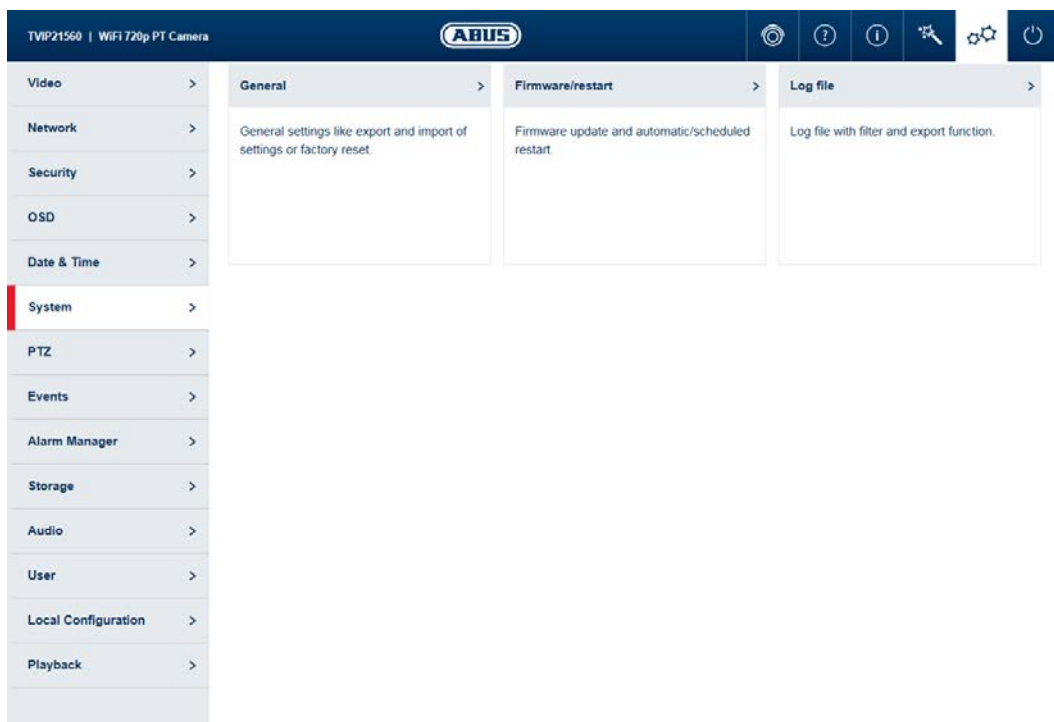 TVIP21560 | WiFi 720p PT Camera
ABUS
Video >
Network >
Security >
OSD >
Date & Time >
System >
PTZ >
Events >
Alarm Manager >
Storage >
Audio >
User >
Local Configuration >
Playback >
General >
General settings like export and import of
settings or factory reset.
Firmware/restart >
Firmware update and automatic/scheduled
restart.
Log file >
Log file with filter and export function.